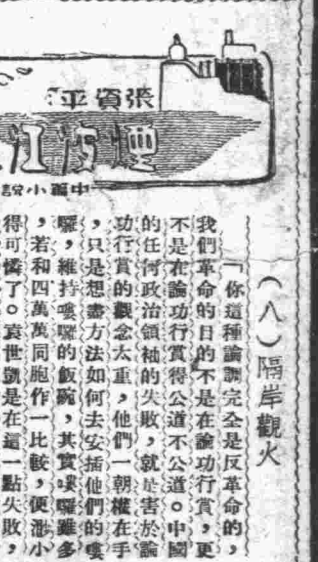 張資平
煙波江
中篇小說
(八)隔岸觀火
「你這種論調完全是反革命的,
我們革命的目的不是在論功行賞,更
不是在論功行賞得公道不公道。中國
的任何政治領袖的失敗,就是害於論
功行賞的觀念太重,他們一朝權在手
,只是想盡方法如何去安插他們的嘍
囉,維持嘍囉的飯碗,其實嘍囉雖多
,若和四萬萬同胞作一比較,便渺小
得可憐了。袁世凱是在這一點失敗,